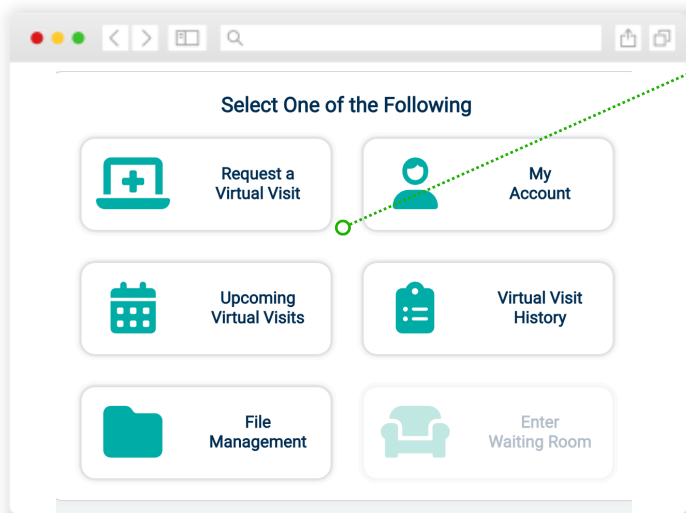 Select One of the Following
Request a
Virtual Visit
My
Account
Upcoming
Virtual Visits
Virtual Visit
History
File
Management
Enter
Waiting Room